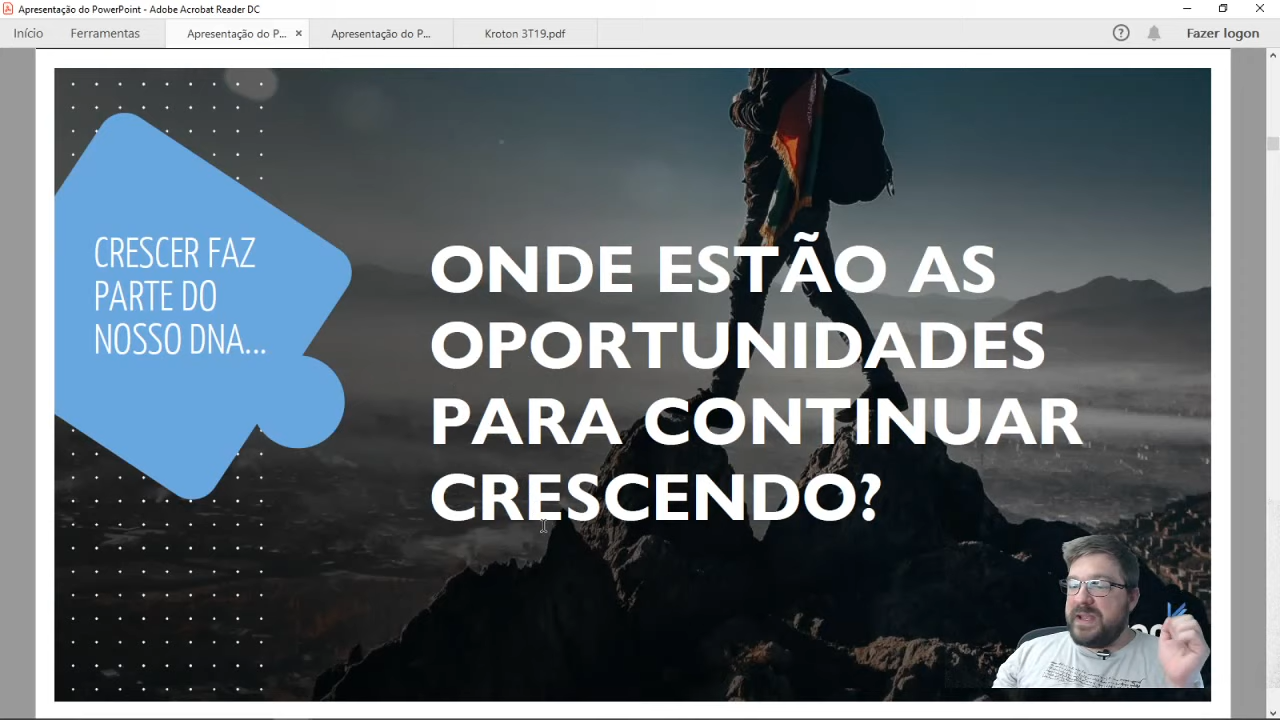 Apresentação do PowerPoint - Adobe Acrobat Reader DC
Início
Ferramentas
Apresentação do P...
Apresentação do P...
Kroton 3T19.pdf
Fazer logon
CRESCER FAZ
PARTE DO
NOSSO DNA...
ONDE ESTÃO AS
OPORTUNIDADES
PARA CONTINUAR
CRESCENDO?